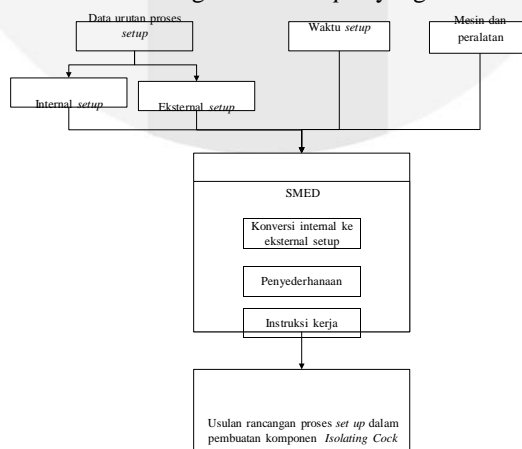 Data urutan proses
setup
Waktu setup
Mesin dan
peralatan
Internal setup
Eksternal setup
SMED
Konversi internal ke
eksternal setup
Penyederhanaan
Instruksi kerja
Usulan rancangan proses set up dalam
pembuatan komponen Isolating Cock